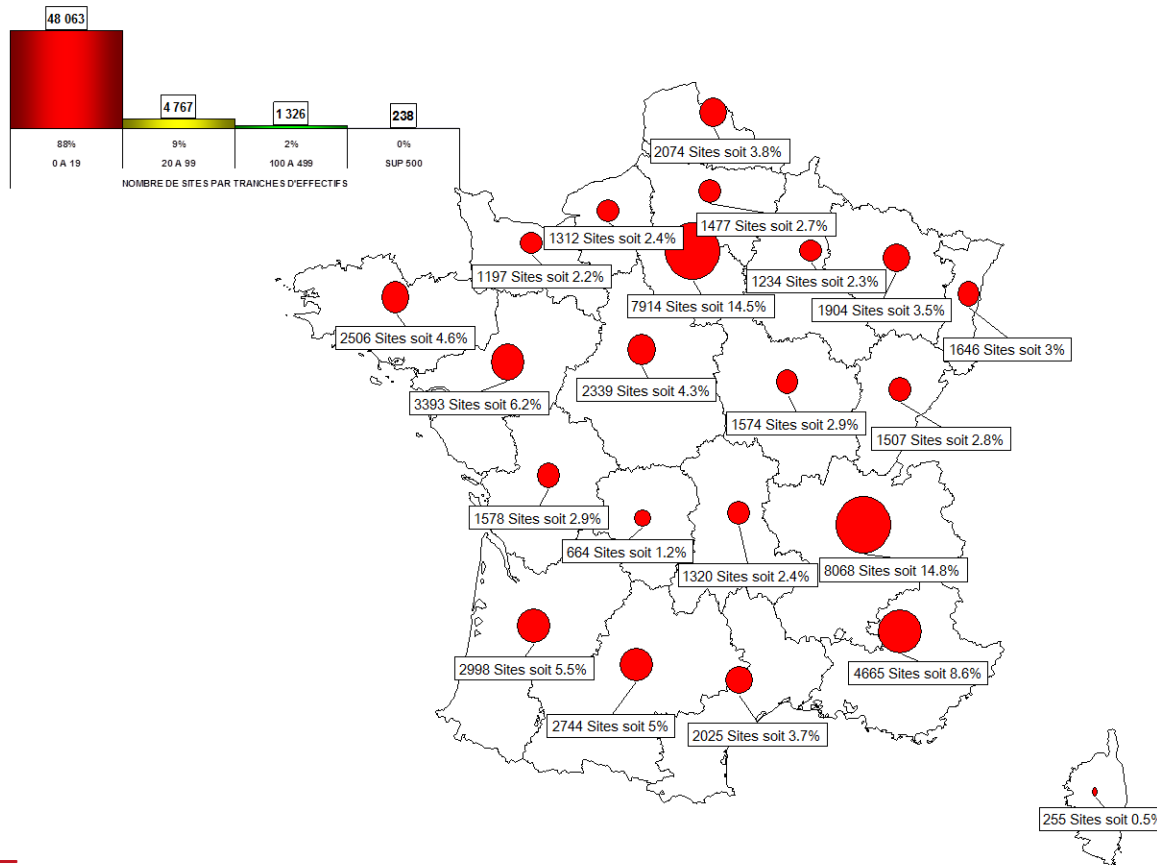 48 063
4 767
1 326
238
88%
9%
2%
0%
0 A 19
20 A 99
100 A 499
SUP 500
NOMBRE DE SITES PAR TRANCHES D'EFFECTIFS
2074 Sites soit 3.8%
1477 Sites soit 2.7%
1312 Sites soit 2.4%
1197 Sites soit 2.2%
1234 Sites soit 2.3%
7914 Sites soit 14.5%
1904 Sites soit 3.5%
2506 Sites soit 4.6%
1646 Sites soit 3%
2339 Sites soit 4.3%
3393 Sites soit 6.2%
1574 Sites soit 2.9%
1507 Sites soit 2.8%
1578 Sites soit 2.9%
664 Sites soit 1.2%
1320 Sites soit 2.4%
8068 Sites soit 14.8%
2998 Sites soit 5.5%
4665 Sites soit 8.6%
2744 Sites soit 5%
2025 Sites soit 3.7%
255 Sites soit 0.5%